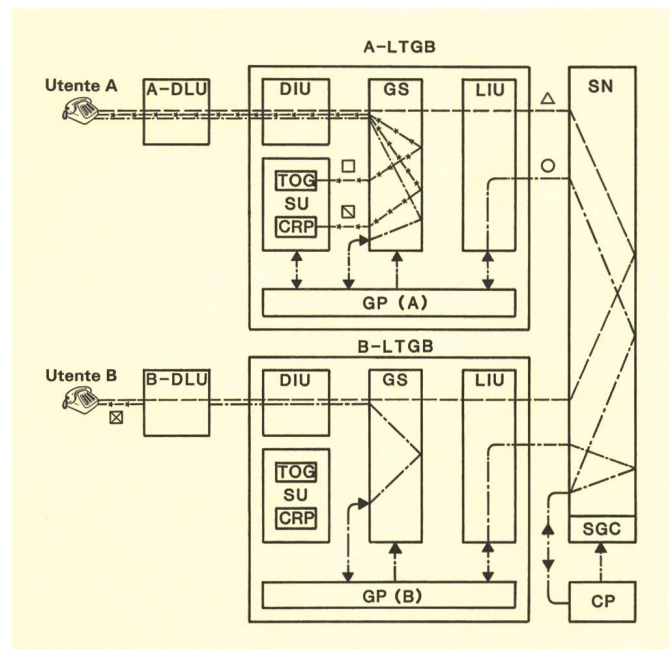 A-LTGB
Utente A
A-DLU
DIU
GS
LIU
SN
TOG
SU
CRP
GP (A)
B-LTGB
Utente B
B-DLU
DIU
GS
LIU
TOG
SU
CRP
SGC
GP (B)
CP